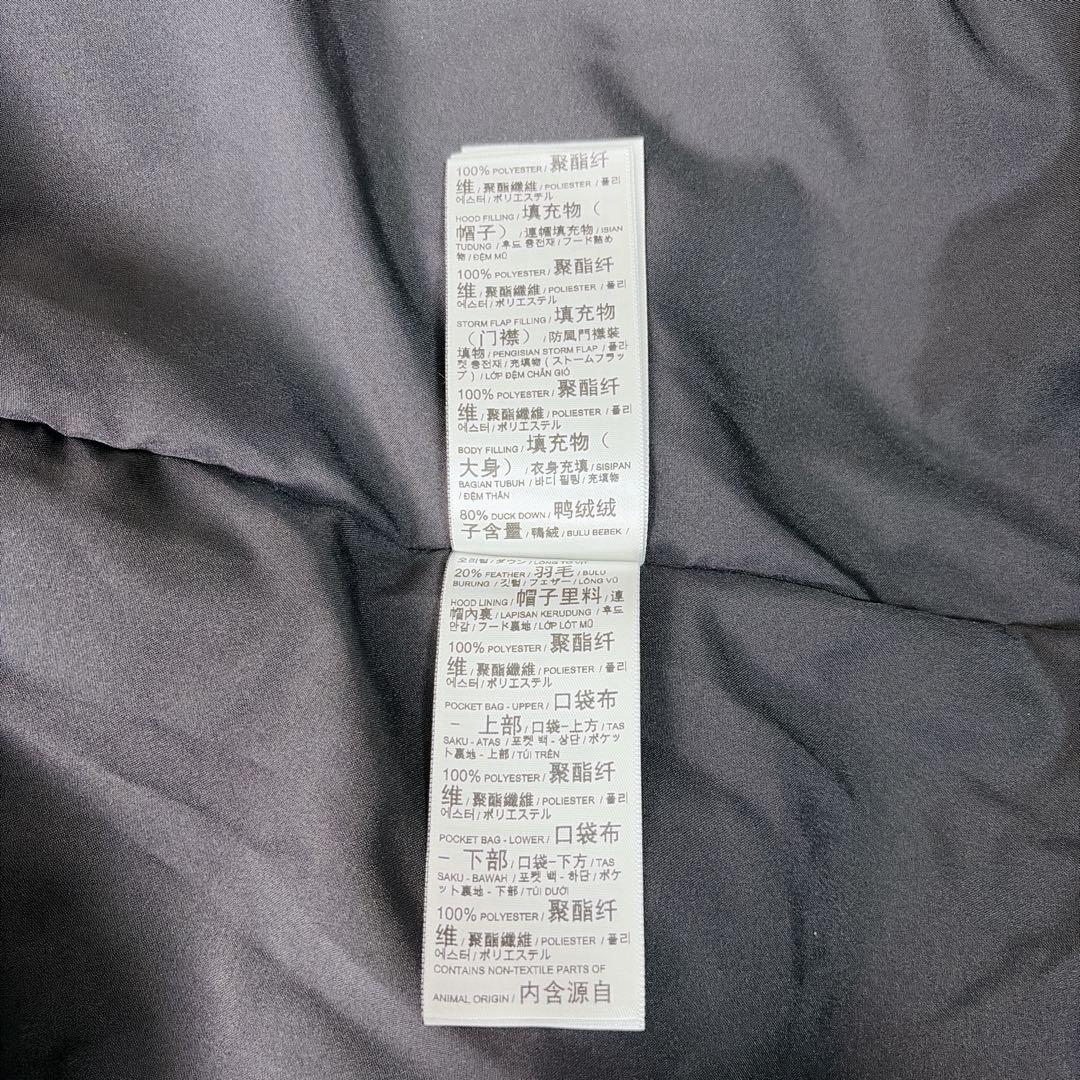 100% POLYESTER / 聚酯纤
维 / 聚酯纖維 / POLIESTER / 폴리
에스터 / ポリエステル
HOOD FILLING / 填充物（
帽子） / 連帽填充物 / ISIAN
TUDUNG / 후드 충전재 / フード詰め
物 / ĐỆM MŨ
100% POLYESTER / 聚酯纤
维 / 聚酯纖維 / POLIESTER / 폴리
에스터 / ポリエステル
STORM FLAP FILLING / 填充物
（门襟） / 防風門襟裝
填物 / PENGISIAN STORM FLAP / 플라
켓 충전재 / 充填物 ( ストームフラッ
プ ) / LỚP ĐỆM CHẮN GIÓ
100% POLYESTER / 聚酯纤
维 / 聚酯纖維 / POLIESTER / 폴리
에스터 / ポリエステル
BODY FILLING / 填充物（
大身） / 衣身充填 / SISIPAN
BAGIAN TUBUH / 바디 필링 / 充填物
/ ĐỆM THÂN
80% DUCK DOWN / 鸭绒绒
子含量 / 鴨絨 / BULU BEBEK /
20% FEATHER / 羽毛 / BULU
BURUNG / 깃털 / フェザー / LÔNG VŨ
HOOD LINING / 帽子里料 / 連
帽內裏 / LAPISAN KERUDUNG / 후드
안감 / フード裏地 / LỚP LÓT MŨ
100% POLYESTER / 聚酯纤
维 / 聚酯纖維 / POLIESTER / 폴리
에스터 / ポリエステル
POCKET BAG - UPPER / 口袋布
- 上部 / 口袋-上方 / TAS
SAKU - ATAS / 포켓 백 - 상단 / ポケッ
ト裏地 - 上部 / TÚI TRÊN
100% POLYESTER / 聚酯纤
维 / 聚酯纖維 / POLIESTER / 폴리
에스터 / ポリエステル
POCKET BAG - LOWER / 口袋布
- 下部 / 口袋-下方 / TAS
SAKU - BAWAH / 포켓 백 - 하단 / ポケ
ット裏地 - 下部 / TÚI DƯỚI
100% POLYESTER / 聚酯纤
维 / 聚酯纖維 / POLIESTER / 폴리
에스터 / ポリエステル
CONTAINS NON-TEXTILE PARTS OF
ANIMAL ORIGIN / 内含源自